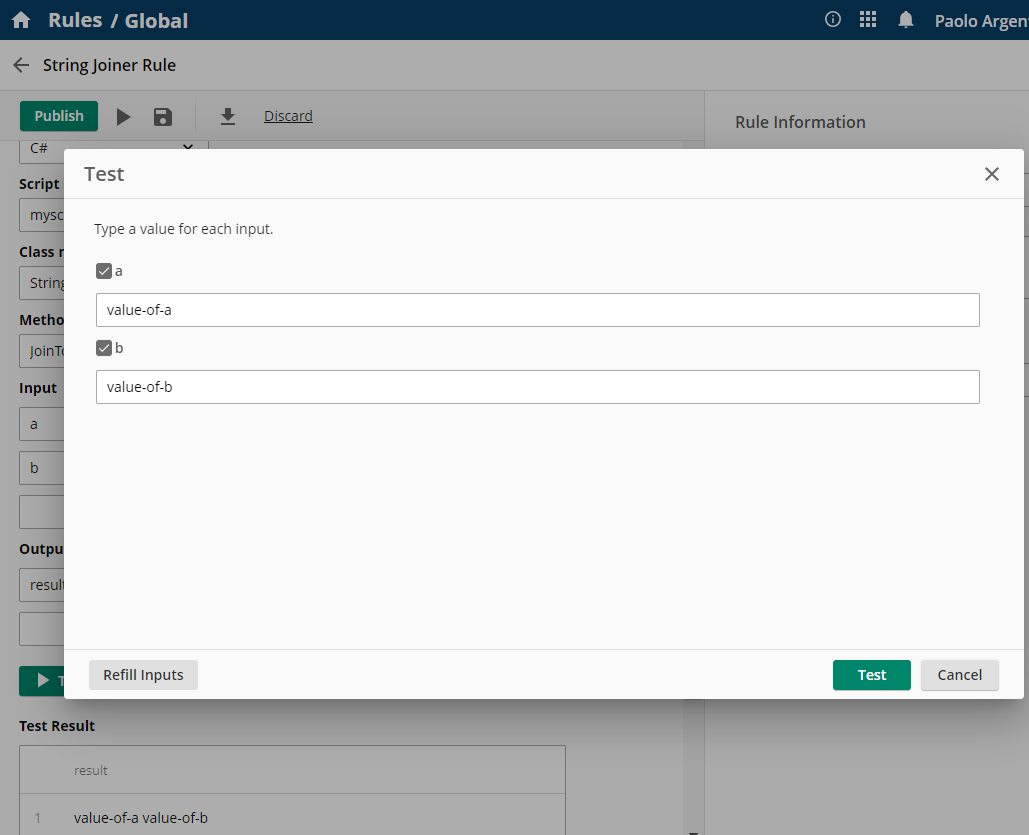 Rules / Global
Paolo Argen
String Joiner Rule
Publish
Discard
Rule Information
C#
Script
mysc
Class
String
Metho
JoinTo
Input
a
b
Outpu
result
Test
Type a value for each input.
a
value-of-a
b
value-of-b
Refill Inputs
Test
Cancel
T
Test Result
result
1 value-of-a value-of-b